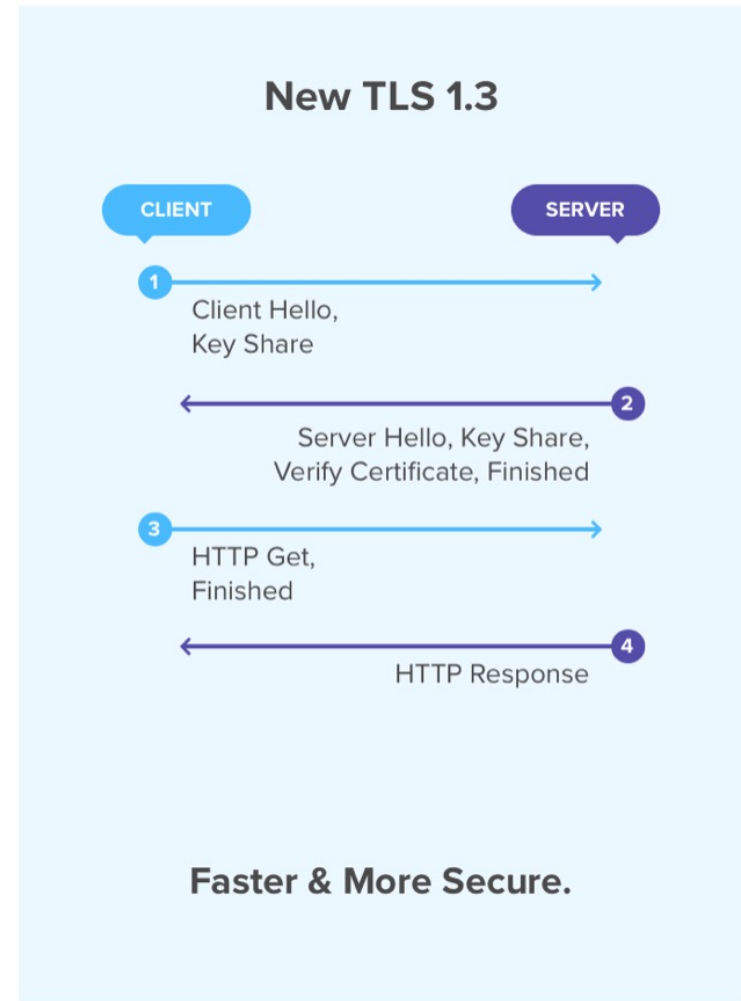 New TLS 1.3
CLIENT
SERVER
1
Client Hello,
Key Share
2
Server Hello, Key Share,
Verify Certificate, Finished
3
HTTP Get,
Finished
4
HTTP Response
Faster & More Secure.